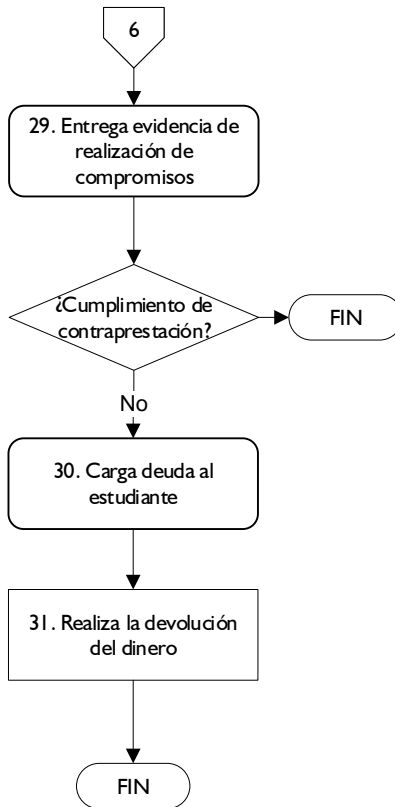 6
29. Entrega evidencia de
realización de
compromisos
¿Cumplimiento de
contraprestación?
FIN
No
30. Carga deuda al
estudiante
31. Realiza la devolución
del dinero
FIN